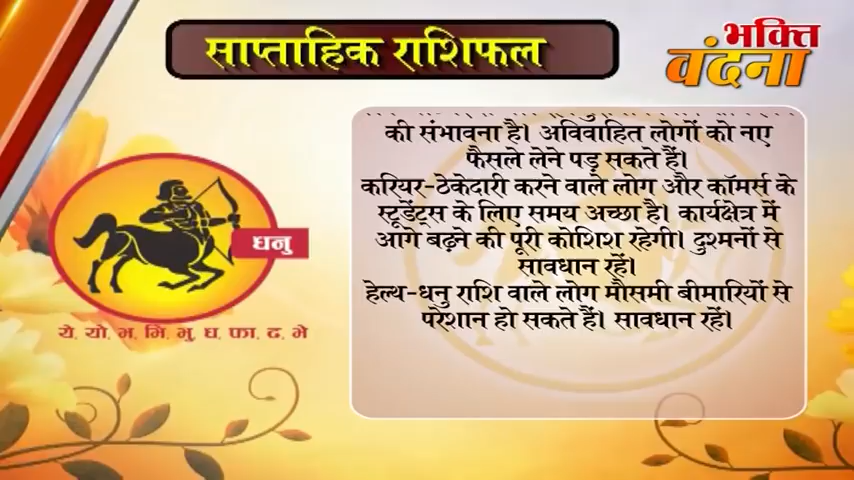 साप्ताहिक राशिफल
भक्ति
वंदना
की संभावना है। अविवाहित लोगों को नए
फैसले लेने पड़ सकते हैं।
करियर-ठेकेदारी करने वाले लोग और कॉमर्स के
स्टूडेंट्स के लिए समय अच्छा है। कार्यक्षेत्र में
आगे बढ़ने की पूरी कोशिश रहेगी। दुश्मनों से
सावधान रहें।
हेल्थ-धनु राशि वाले लोग मौसमी बीमारियों से
परेशान हो सकते हैं। सावधान रहें।
धनु
ये, यो, भ, भि, भु, ध, फा, ढ, भे